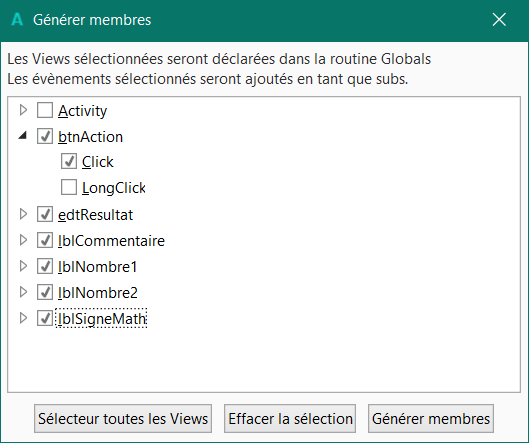 A Générer membres
Les Views sélectionnées seront déclarées dans la routine Globals
Les évènements sélectionnés seront ajoutés en tant que subs.
Activity
btnAction
Click
LongClick
edtResultat
lblCommentaire
lblNombre1
lblNombre2
lblSigneMath
Sélecteur toutes les Views Effacer la sélection Générer membres